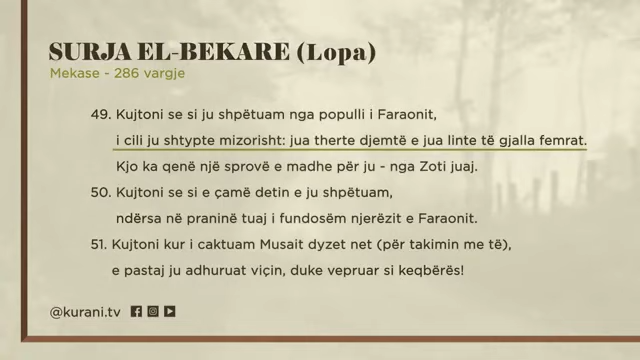 SURJA EL-BEKARE (Lopa)
Mekase - 286 vargje
49. Kujtoni se si ju shpëtuam nga populli i Faraonit,
i cili ju shtypte mizorisht: jua therte djemtë e jua linte të gjalla femrat.
Kjo ka qenë një sprovë e madhe për ju - nga Zoti juaj.
50. Kujtoni se si e çamë detin e ju shpëtuam,
ndërsa në praninë tuaj i fundosëm njerëzit e Faraonit.
51. Kujtoni kur i caktuam Musait dyzet net (për takimin me të),
e pastaj ju adhuruat viçin, duke vepruar si keqbërës!
@kurani.tv